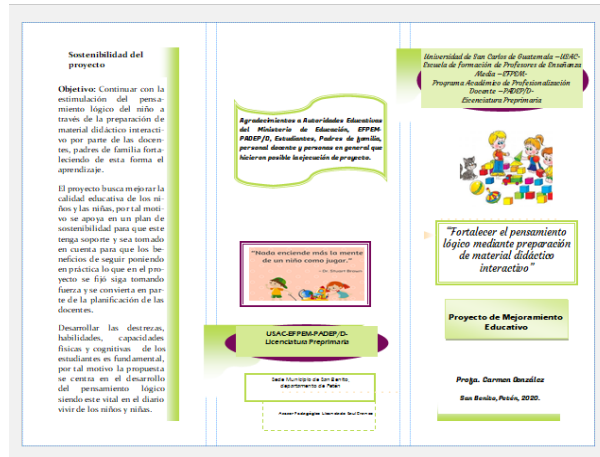 Sostenibilidad del
proyecto
Objetivo: Continuar con la
estimulación del pensa-
miento lógico del niño a
través de la preparación de
material didáctico interacti-
vo por parte de las docen-
tes, padres de familia forta-
leciendo de esta forma el
aprendizaje.
El proyecto busca mejorar la
calidad educativa de los ni-
ños y las niñas, por tal moti-
vo se apoya en un plan de
sostenibilidad para que este
tenga soporte y sea tomado
en cuenta para que los be-
neficios de seguir poniendo
en práctica lo que en el pro-
yecto se fijó siga tomando
fuerza y se convierta en par-
te de la planificación de las
docentes.
Desarrollar las destrezas,
habilidades, capacidades
físicas y cognitivas de los
estudiantes es fundamental,
por tal motivo la propuesta
se centra en el desarrollo
del pensamiento lógico
siendo este vital en el diario
vivir de los niños y niñas.
Agradecimientos a Autoridades Educativas
del Ministerio de Educación, EFPEM-
PADEP/D, Estudiantes, Padres de familia,
personal docente y personas en general que
hicieron posible la ejecución de proyecto.
"Nada enciende más la mente
de un niño como jugar."
- Dr. Stuart Brown
USAC-EFPEM-PADEP/D-
Licenciatura Preprimaria
Sede Municipio de San Benito,
departamento de Petén
Asesor Pedagógico: Licenciado Saul
Universidad de San Carlos de Guatemala –USAC-
Escuela de formación de Profesores de Enseñanza
Media –EFPEM-
Programa Académico de Profesionalización
Docente –PADEP/D-
Licenciatura Preprimaria
"Fortalecer el pensamiento
lógico mediante preparación
de material didáctico
interactivo"
Proyecto de Mejoramiento
Educativo
Profa. Carmen González
San Benito, Petén, 2020.